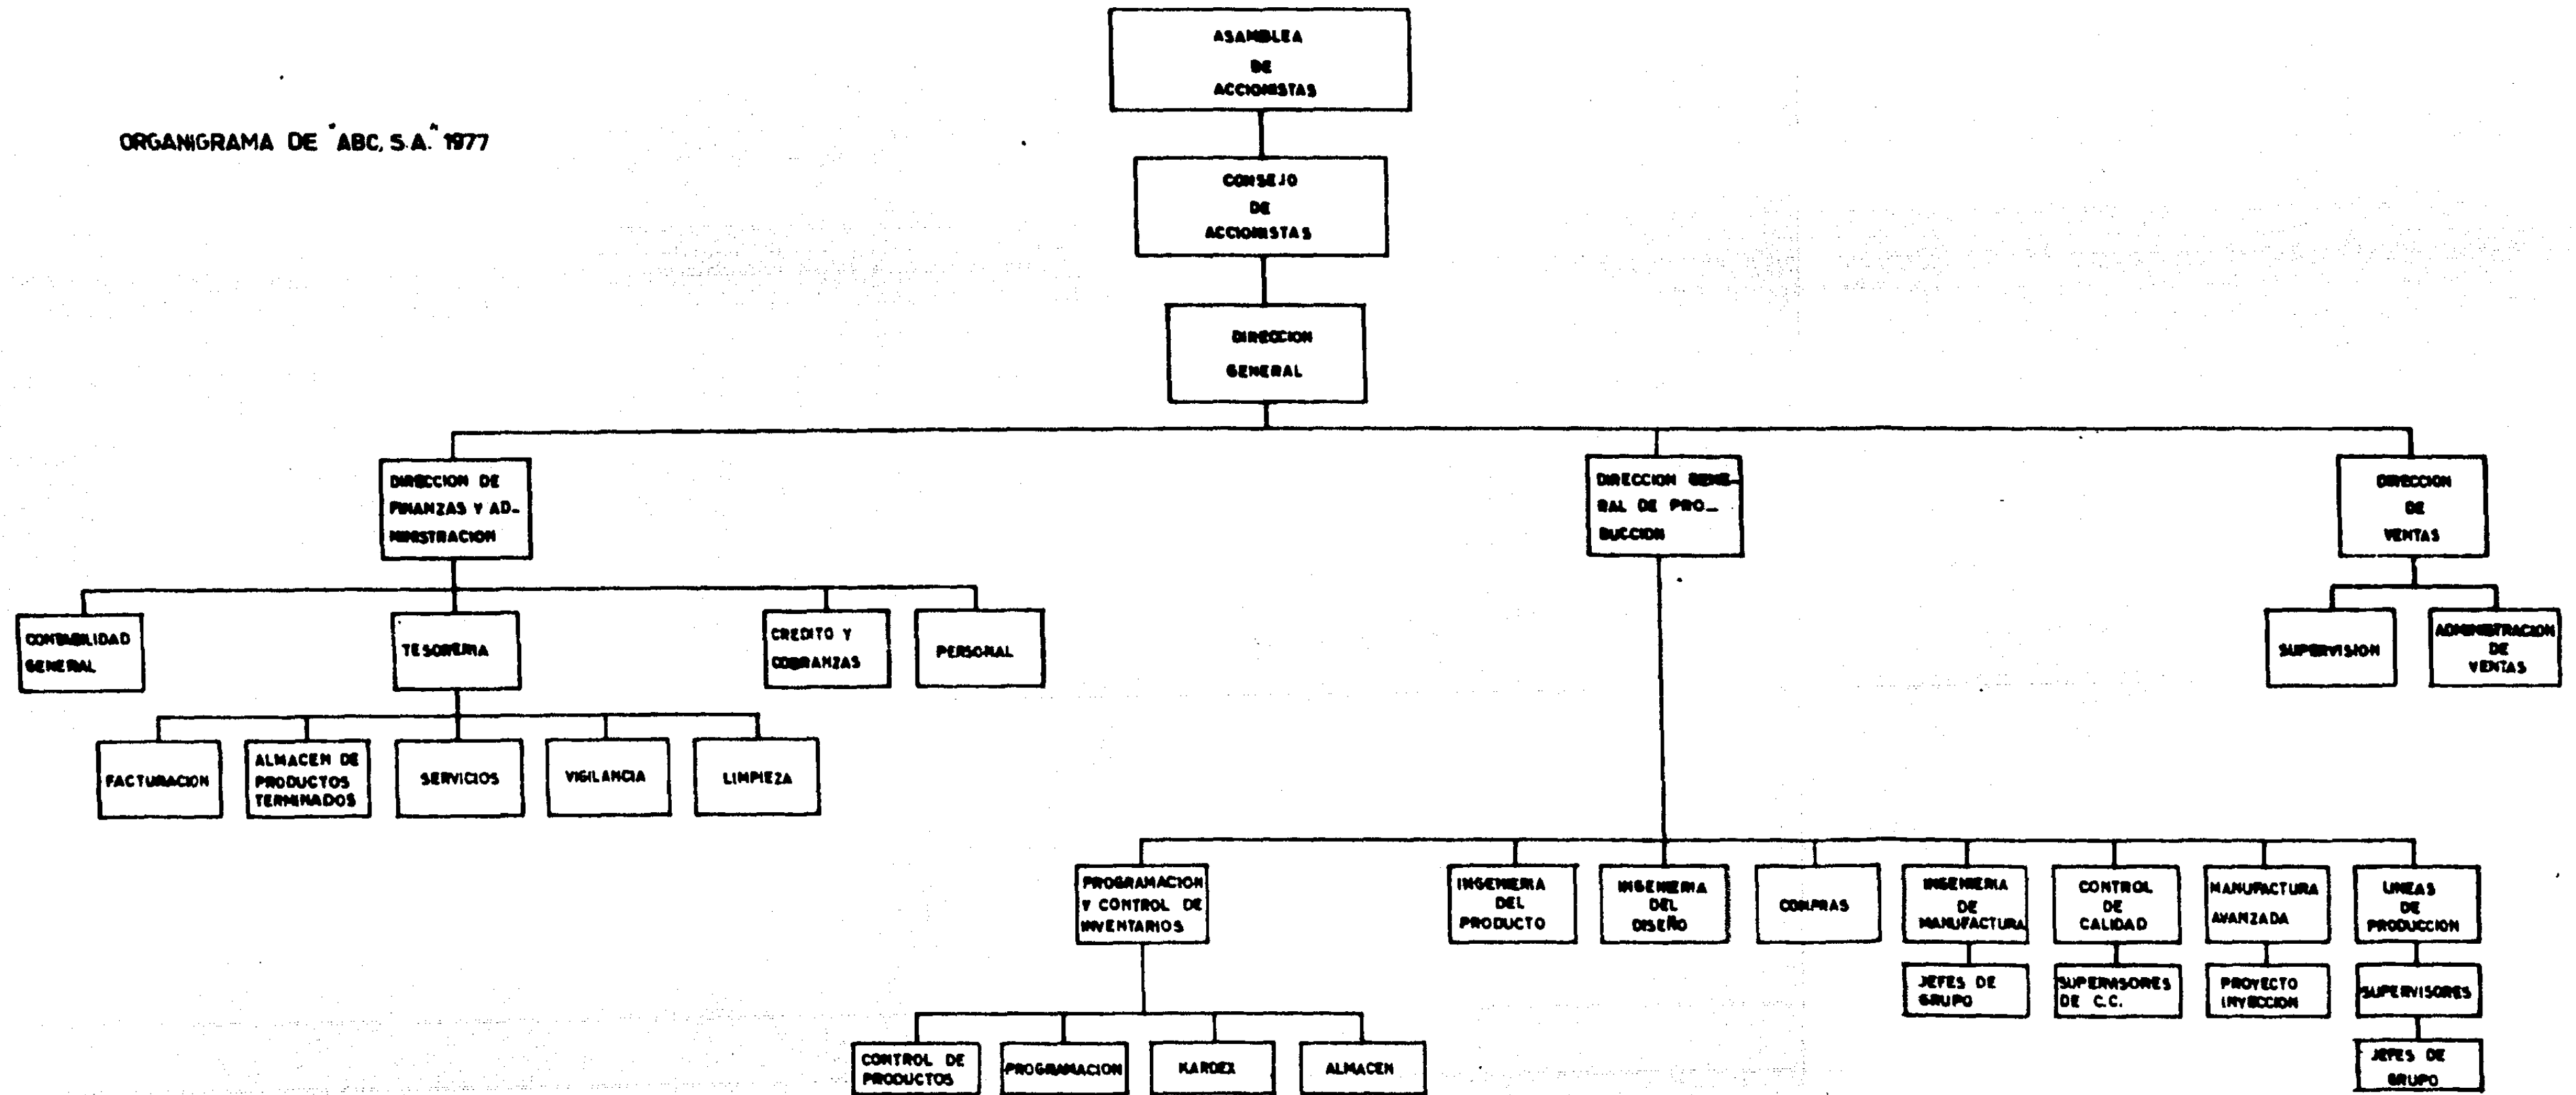 ASAMBLEA
DE
ACCIONISTAS
ORGANIGRAMA DE "ABC, S.A." 1977
CONSEJO
DE
ACCIONISTAS
DIRECCION
GENERAL
DIRECCION DE
FINANZAS Y AD_
MINISTRACION
DIRECCION GENE_
RAL DE PRO_
DUCCION
DIRECCION
DE
VENTAS
CONTABILIDAD
GENERAL
TESORERIA
CREDITO Y
COBRANZAS
PERSONAL
SUPERVISION
ADMINISTRACION
DE
VENTAS
FACTURACION
ALMACEN DE
PRODUCTOS
TERMINADOS
SERVICIOS
VIGILANCIA
LIMPIEZA
PROGRAMACION
Y CONTROL DE
INVENTARIOS
INGENIERIA
DEL
PRODUCTO
INGENIERIA
DEL
DISEÑO
COMPRAS
INGENIERIA
DE
MANUFACTURA
CONTROL
DE
CALIDAD
MANUFACTURA
AVANZADA
LINEAS
DE
PRODUCCION
JEFES DE
GRUPO
SUPERVISORES
DE C.C.
PROYECTO
INYECCION
SUPERVISORES
CONTROL DE
PRODUCTOS
PROGRAMACION
KARDEX
ALMACEN
JEFES DE
GRUPO